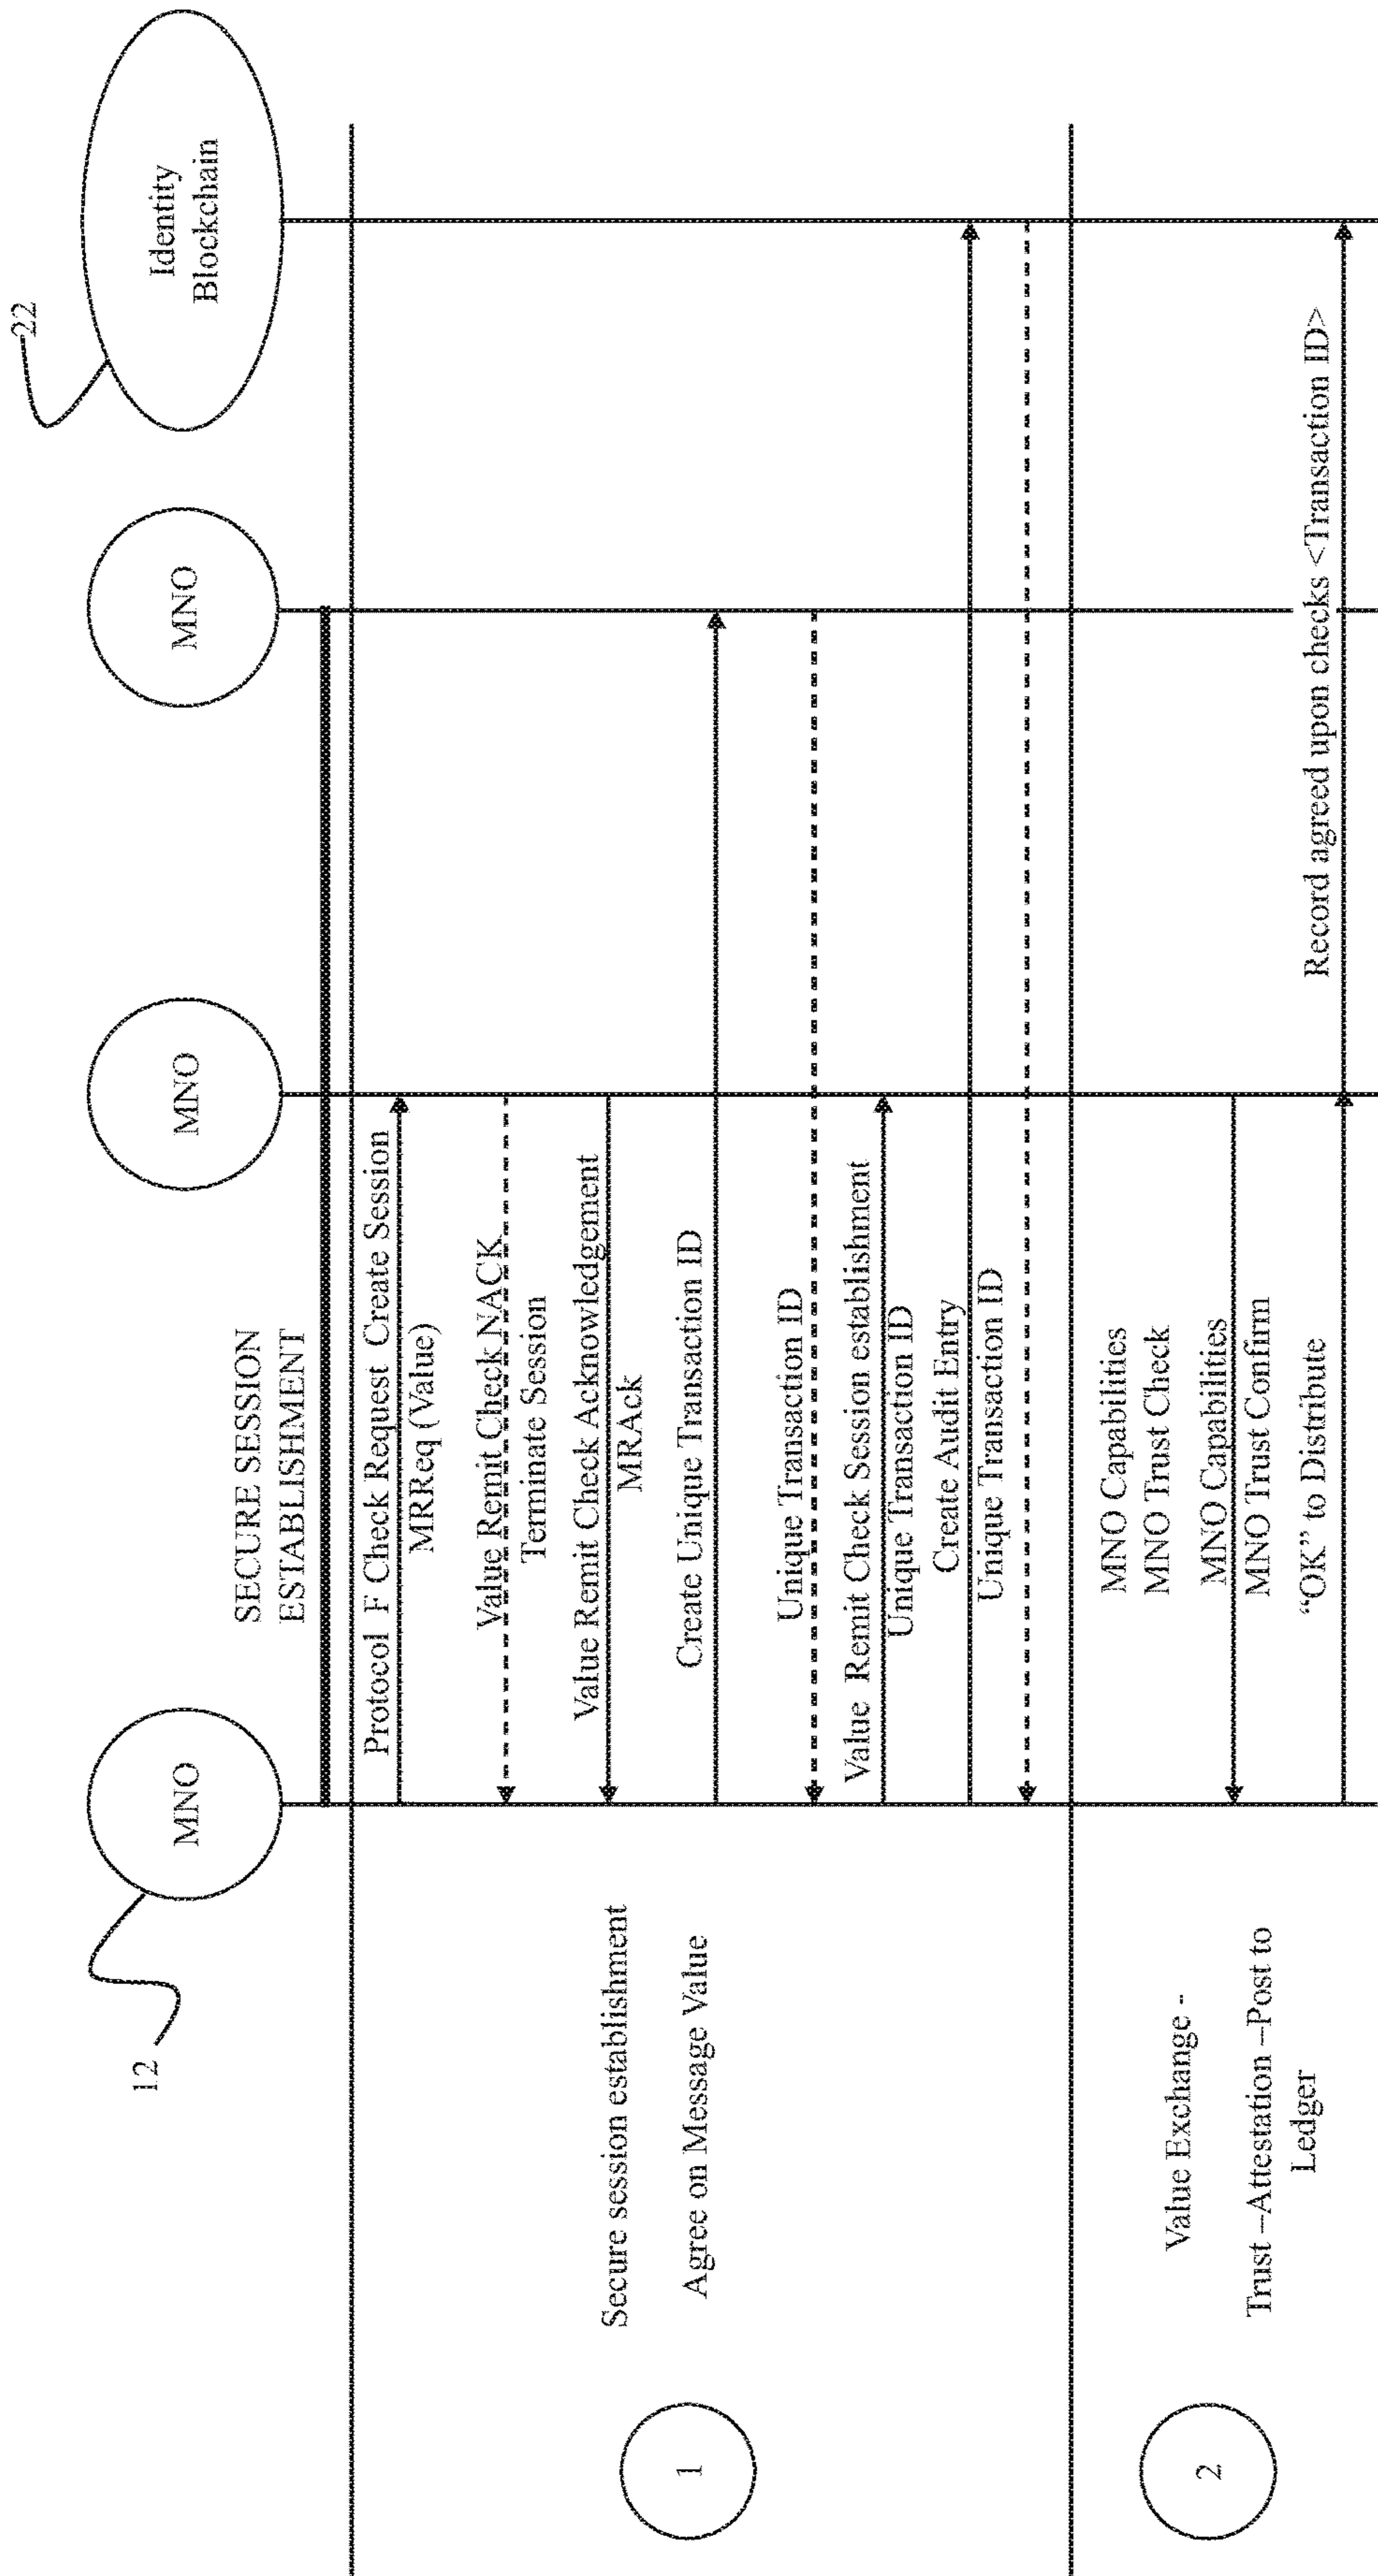 12
MNO
MNO
MNO
22
Identity
Blockchain
SECURE SESSION
ESTABLISHMENT
1
Secure session establishment
Agree on Message Value
Protocol F Check Request Create Session
MRReq (Value)
Value Remit Check NACK
Terminate Session
Value Remit Check Acknowledgement
MRAck
Create Unique Transaction ID
Unique Transaction ID
Value Remit Check Session establishment
Unique Transaction ID
Create Audit Entry
Unique Transaction ID
2
Value Exchange -
Trust –Attestation –Post to
Ledger
MNO Capabilities
MNO Trust Check
MNO Capabilities
MNO Trust Confirm
“OK” to Distribute
Record agreed upon checks <Transaction ID>